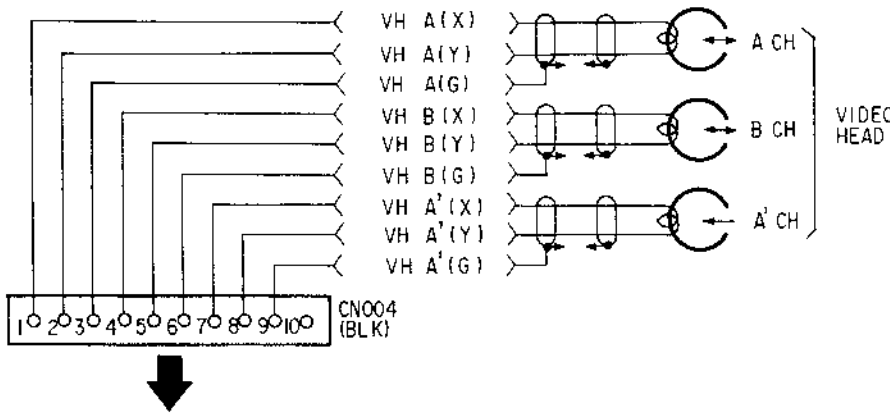 VH A(X)
VH A(Y)
VH A(G)
VH B(X)
VH B(Y)
VH B(G)
VH A'(X)
VH A'(Y)
VH A'(G)
A CH
B CH
A' CH
VIDEO
HEAD
1 2 3 4 5 6 7 8 9 10
CN004
(BLK)